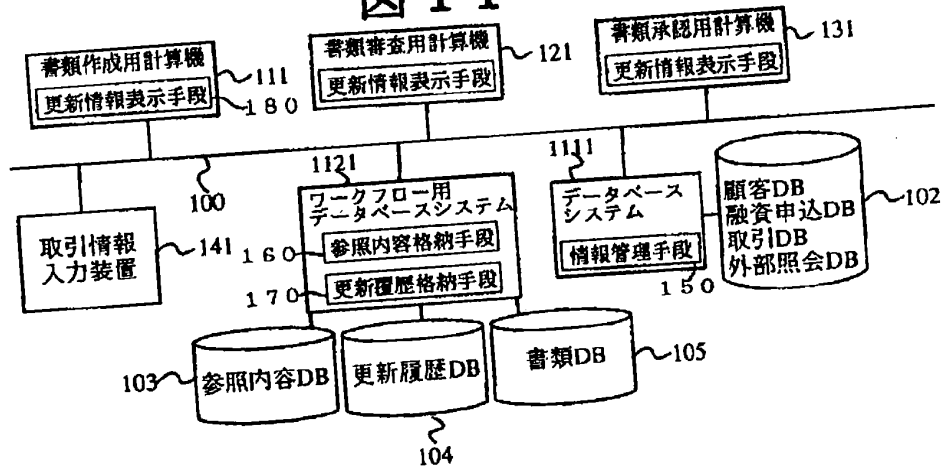 図11
書類作成用計算機
更新情報表示手段
111
180
書類審査用計算機
更新情報表示手段
121
書類承認用計算機
更新情報表示手段
131
100
取引情報
入力装置
141
1121
ワークフロー用
データベースシステム
160
参照内容格納手段
170
更新履歴格納手段
1111
データベース
システム
情報管理手段
150
顧客DB
融資申込DB
取引DB
外部照会DB
102
103
参照内容DB
更新履歴DB
104
書類DB
105